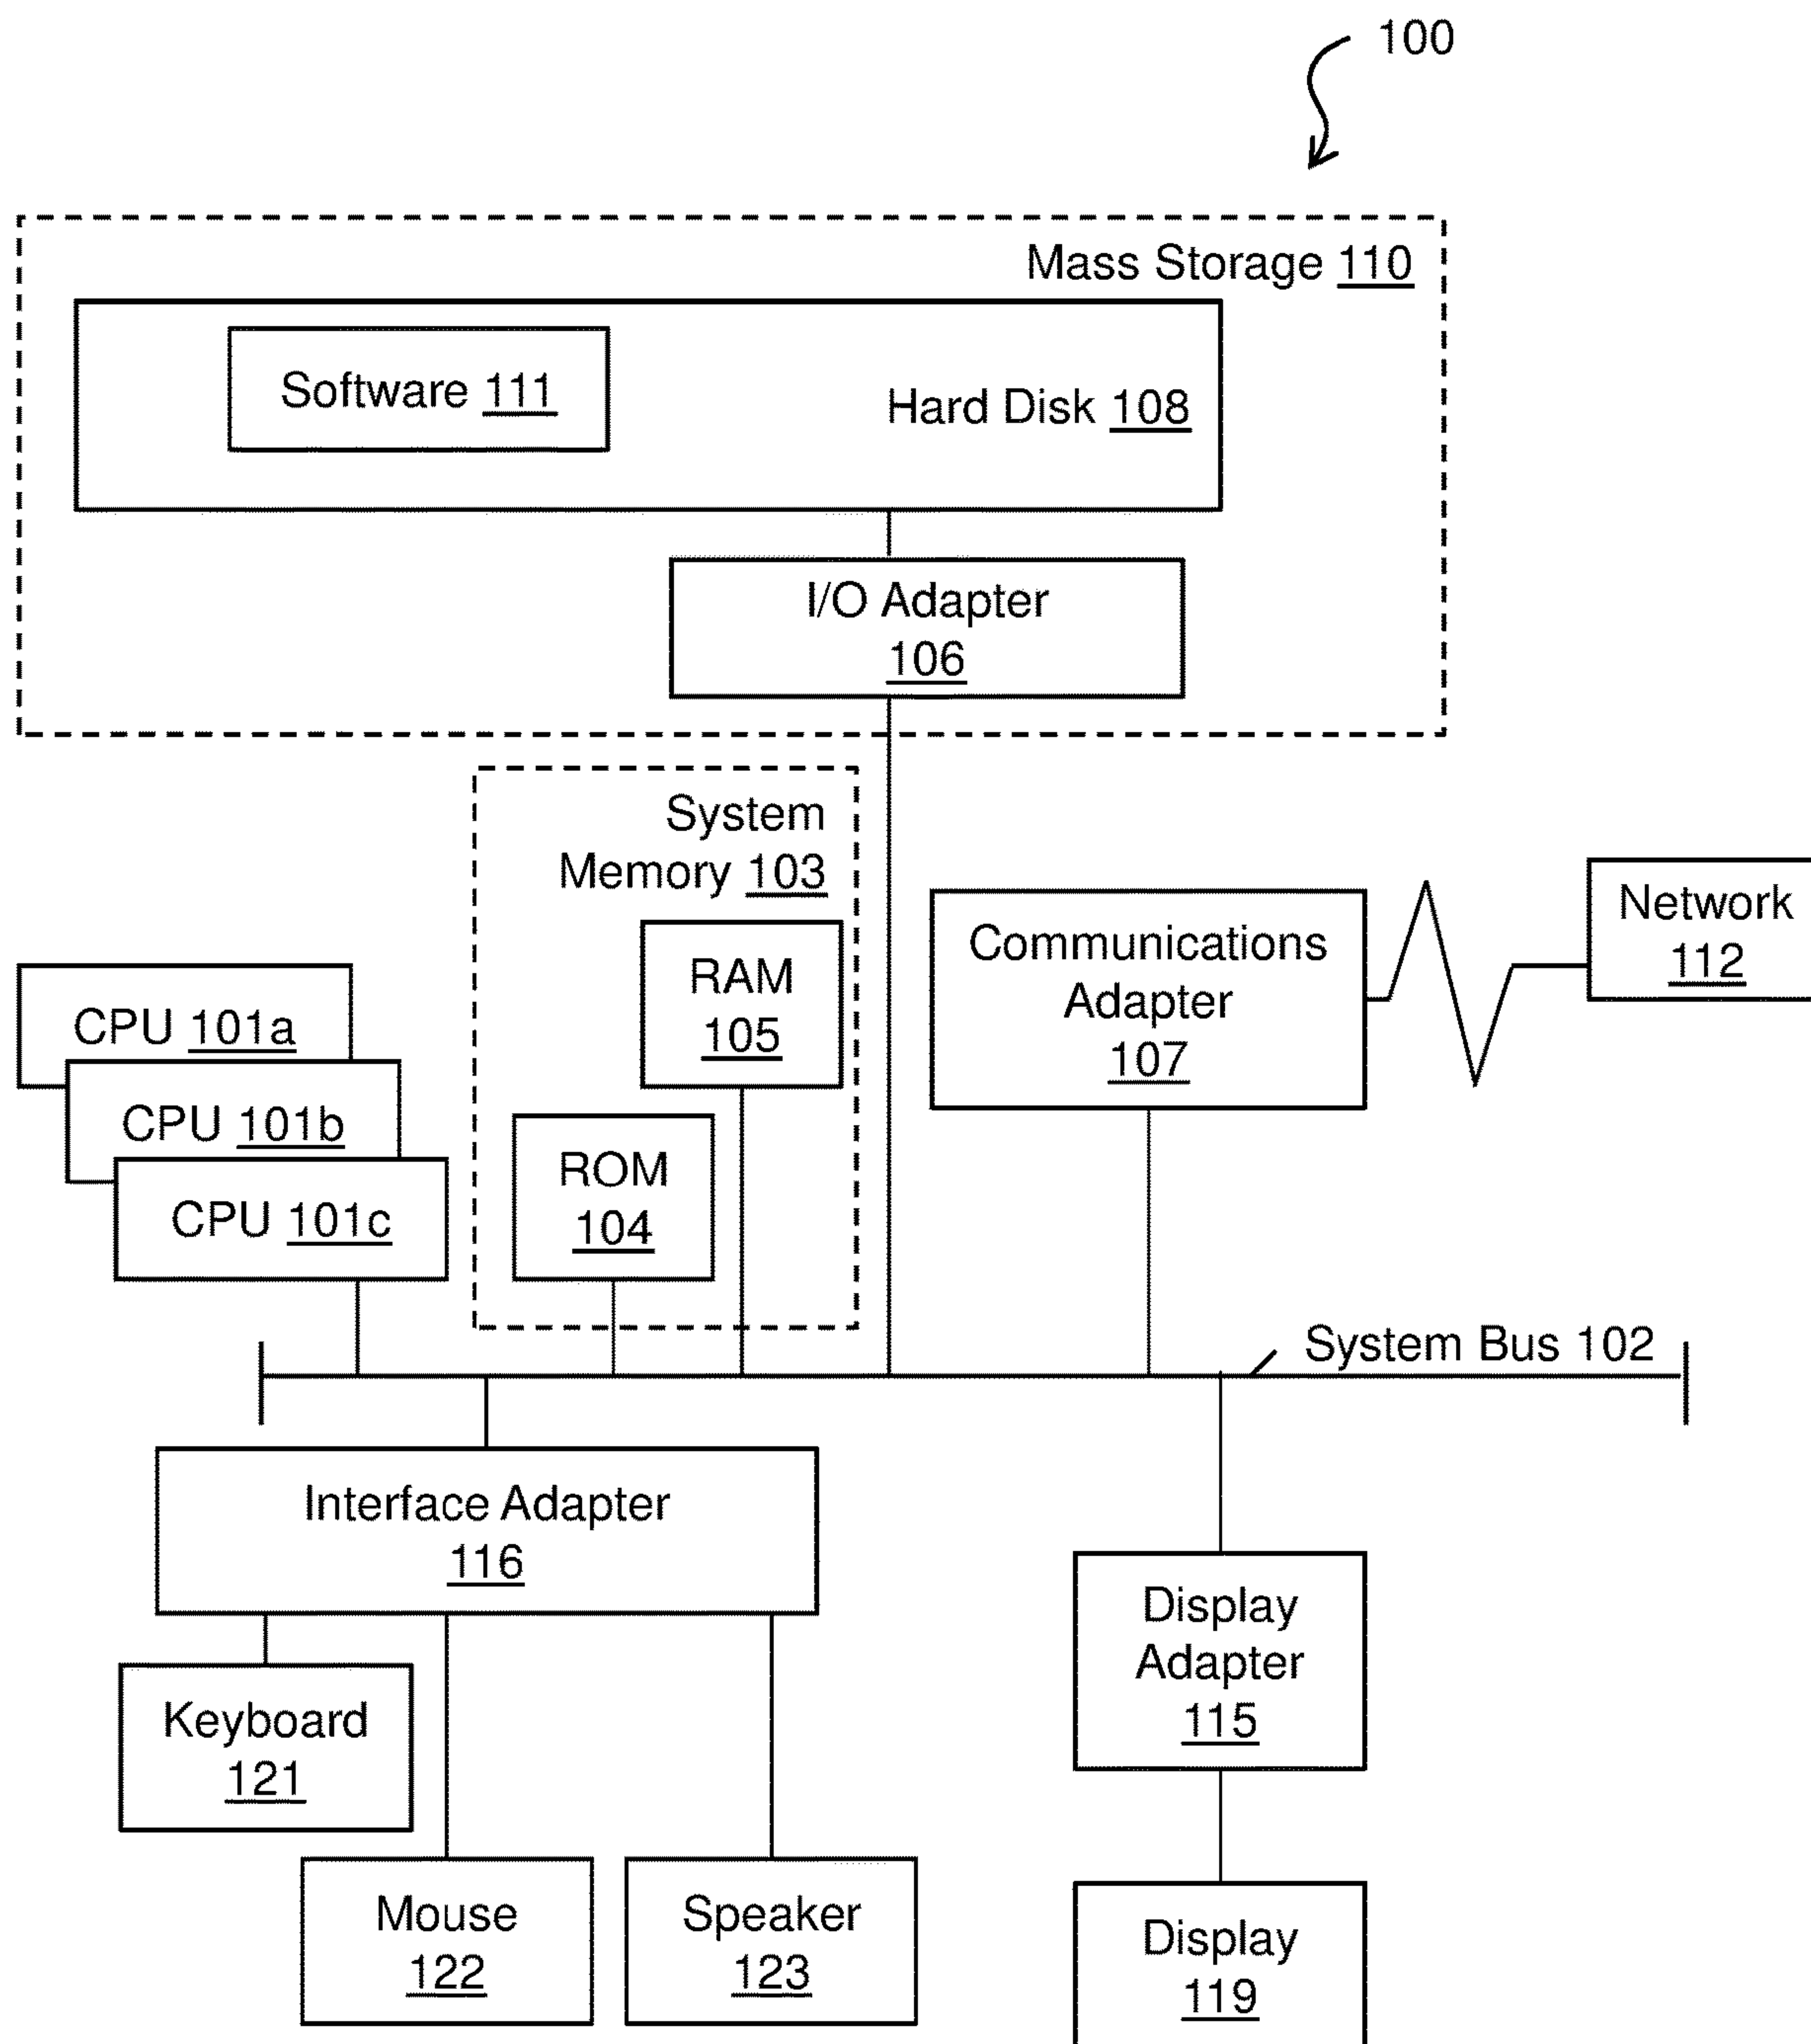 100
Mass Storage 110
Software 111
Hard Disk 108
I/O Adapter
106
System
Memory 103
RAM
105
ROM
104
Communications
Adapter
107
Network
112
CPU 101a
CPU 101b
CPU 101c
System Bus 102
Interface Adapter
116
Keyboard
121
Mouse
122
Speaker
123
Display
Adapter
115
Display
119